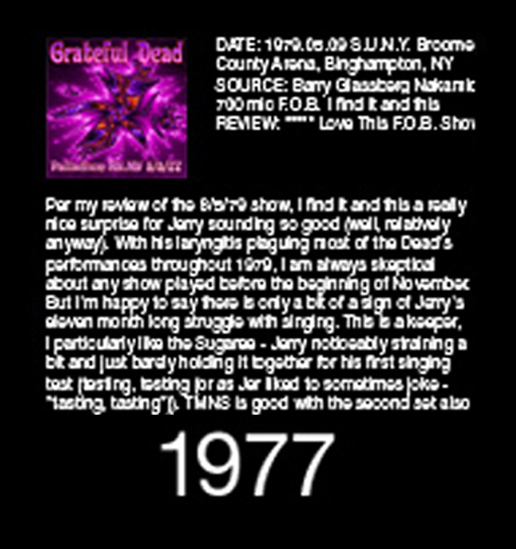 Grateful Dead
DATE: 1979.05.09 S.U.N.Y. Broome
County Arena, Binghampton, NY
SOURCE: Barry Glassberg Nakamic
700 mic F.O.B. I find it and this
REVIEW: ***** Love This F.O.B. Show
Per my review of the 8/5/79 show, I find it and this a really
nice surprise for Jerry sounding so good (well, relatively
anyway). With his laryngitis plaguing most of the Dead's
performances throughout 1979, I am always skeptical
about any show played before the beginning of November.
But I'm happy to say there is only a bit of a sign of Jerry's
eleven month long struggle with singing. This is a keeper,
I particularly like the Sugaree - Jerry noticeably straining a
bit and just barely holding it together for his first singing
test (testing, testing (or as Jer liked to sometimes joke -
"tasting, tasting")). TMNS is good with the second set also
1977